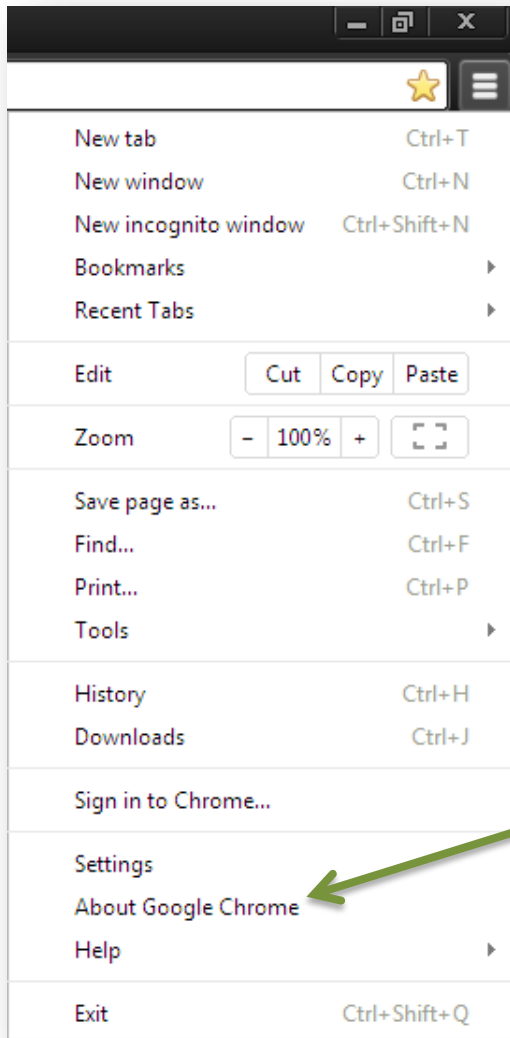 New tab Ctrl+T
New window Ctrl+N
New incognito window Ctrl+Shift+N
Bookmarks
Recent Tabs
Edit Cut Copy Paste
Zoom - 100% +
Save page as... Ctrl+S
Find... Ctrl+F
Print... Ctrl+P
Tools
History Ctrl+H
Downloads Ctrl+J
Sign in to Chrome...
Settings
About Google Chrome
Help
Exit Ctrl+Shift+Q